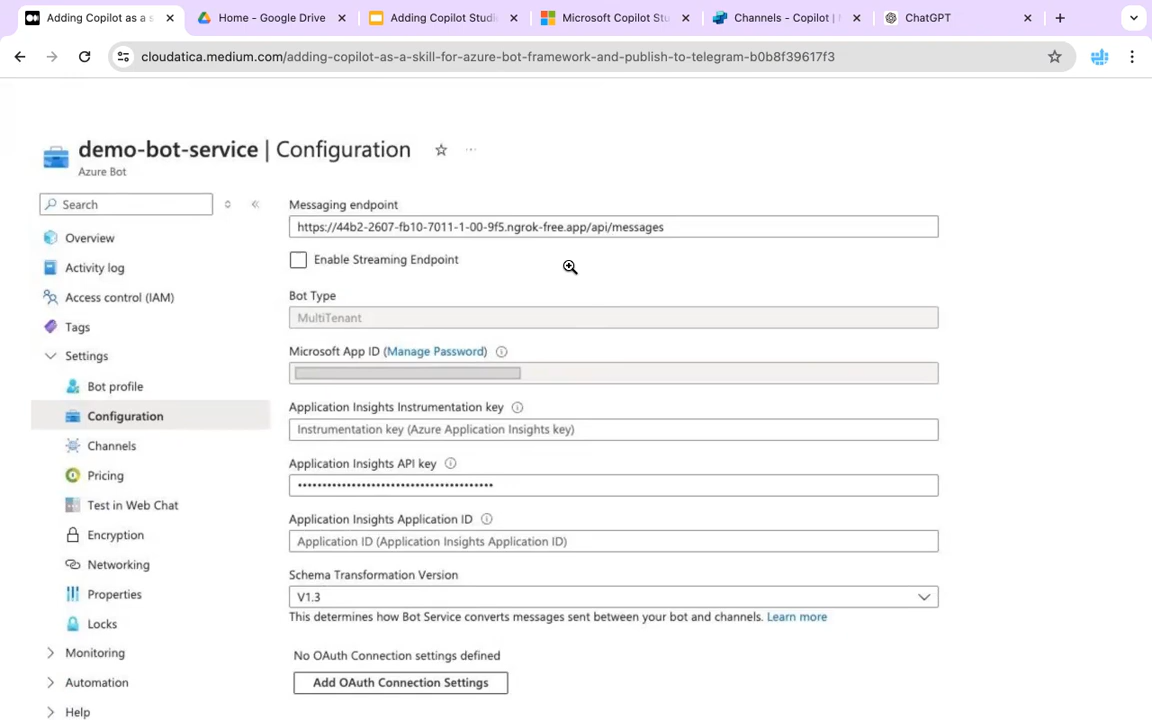 Adding Copilot as a s
Home - Google Drive
Adding Copilot Studi
Microsoft Copilot Stu
Channels - Copilot |
ChatGPT
cloudatica.medium.com/adding-copilot-as-a-skill-for-azure-bot-framework-and-publish-to-telegram-b0b8f39617f3
demo-bot-service | Configuration
Azure Bot
Search
Overview
Activity log
Access control (IAM)
Tags
Settings
Bot profile
Configuration
Channels
Pricing
Test in Web Chat
Encryption
Networking
Properties
Locks
Monitoring
Automation
Help
Messaging endpoint
https://44b2-2607-fb10-7011-1-00-9f5.ngrok-free.app/api/messages
Enable Streaming Endpoint
Bot Type
MultiTenant
Microsoft App ID (Manage Password)
Application Insights Instrumentation key
Instrumentation key (Azure Application Insights key)
Application Insights API key
Application Insights Application ID
Application ID (Application Insights Application ID)
Schema Transformation Version
V1.3
This determines how Bot Service converts messages sent between your bot and channels. Learn more
No OAuth Connection settings defined
Add OAuth Connection Settings